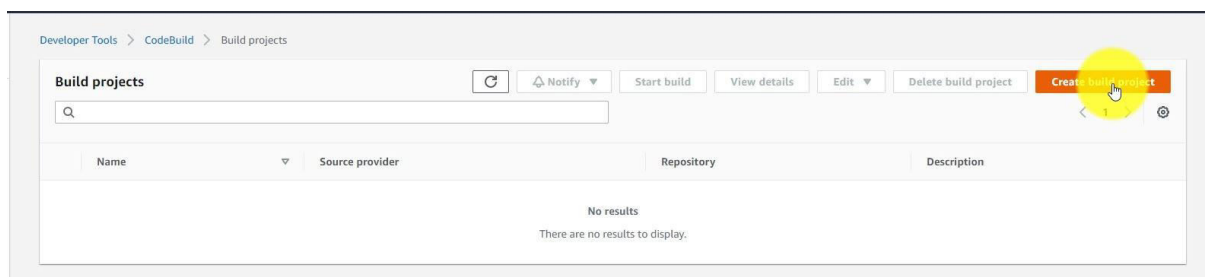 Developer Tools > CodeBuild > Build projects
Build projects
Notify
Start build
View details
Edit
Delete build project
Create build project
< 1 >
Name
Source provider
Repository
Description
No results
There are no results to display.